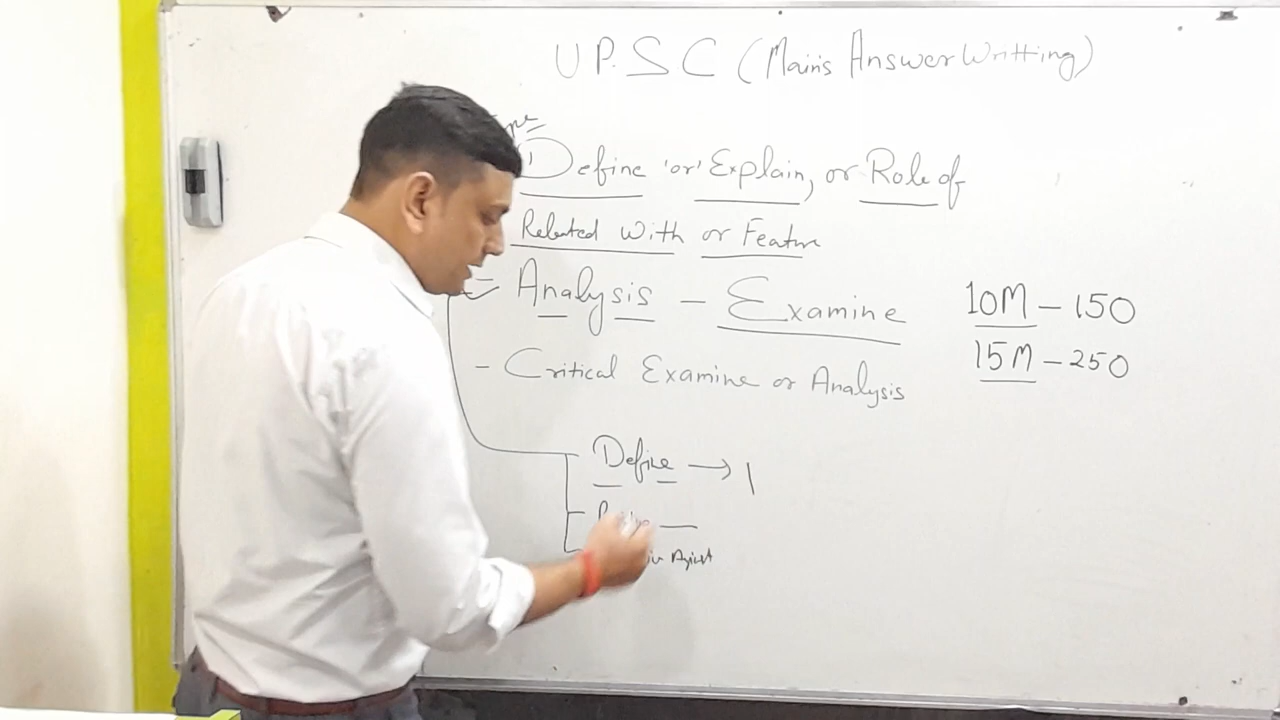 UPSC (Mains Answer Writting)
Define 'or' Explain, or Role of
Related With or Feature
= Analysis - Examine
10M - 150
15M - 250
- Critical Examine or Analysis
Define → 1